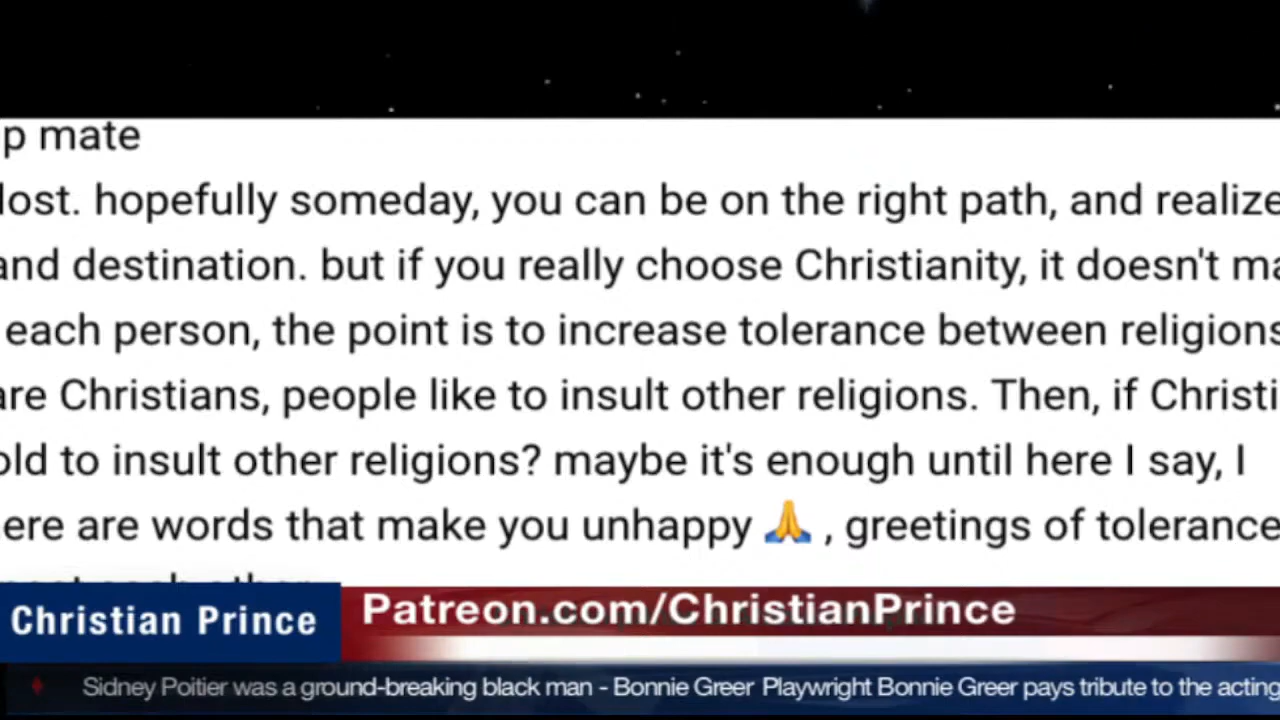 p mate
lost. hopefully someday, you can be on the right path, and realize
and destination. but if you really choose Christianity, it doesn't ma
each person, the point is to increase tolerance between religions
are Christians, people like to insult other religions. Then, if Christi
old to insult other religions? maybe it's enough until here I say, I
ere are words that make you unhappy 🙏 , greetings of tolerance
each other
Christian Prince
Patreon.com/ChristianPrince
Sidney Poitier was a ground-breaking black man - Bonnie Greer Playwright Bonnie Greer pays tribute to the acting